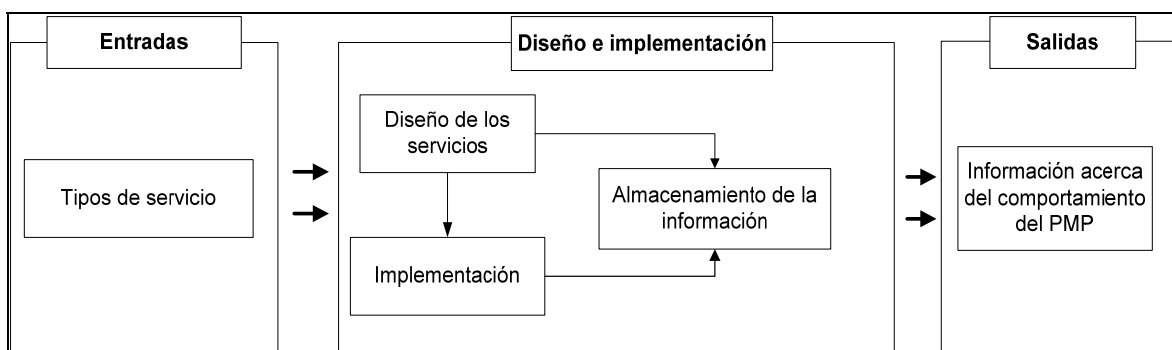 Entradas
Diseño e implementación
Salidas
Tipos de servicio
Diseño de los
servicios
Implementación
Almacenamiento de la
información
Información acerca
del comportamiento
del PMP